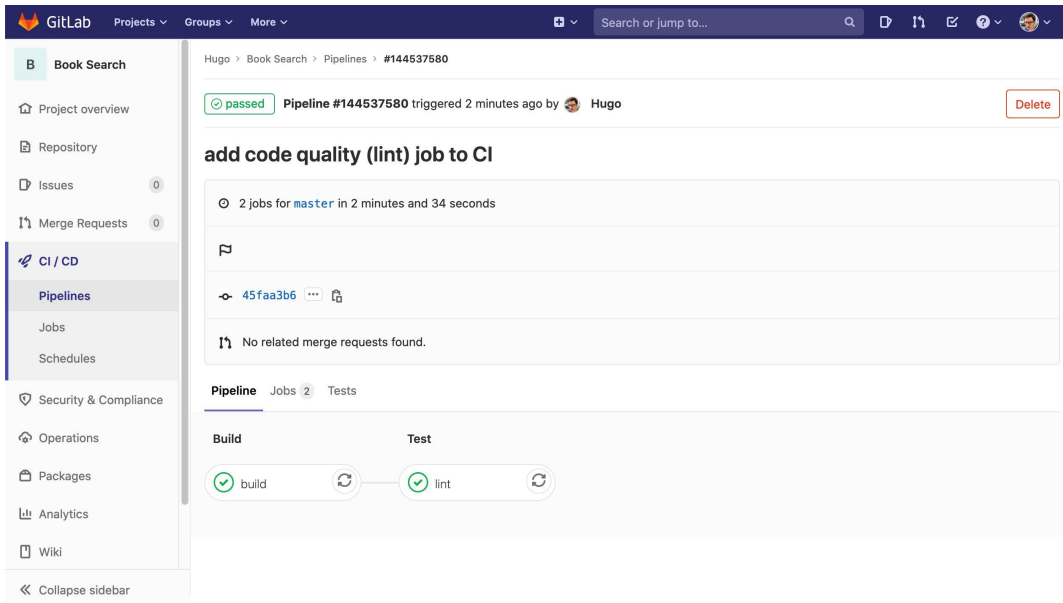 GitLab Projects Groups More Search or jump to...
B Book Search
Project overview
Repository
Issues 0
Merge Requests 0
CI / CD
Pipelines
Jobs
Schedules
Security & Compliance
Operations
Packages
Analytics
Wiki
Collapse sidebar
Hugo > Book Search > Pipelines > #144537580
passed Pipeline #144537580 triggered 2 minutes ago by Hugo Delete
add code quality (lint) job to CI
2 jobs for master in 2 minutes and 34 seconds
45faa3b6 ...
No related merge requests found.
Pipeline Jobs 2 Tests
Build Test
build lint